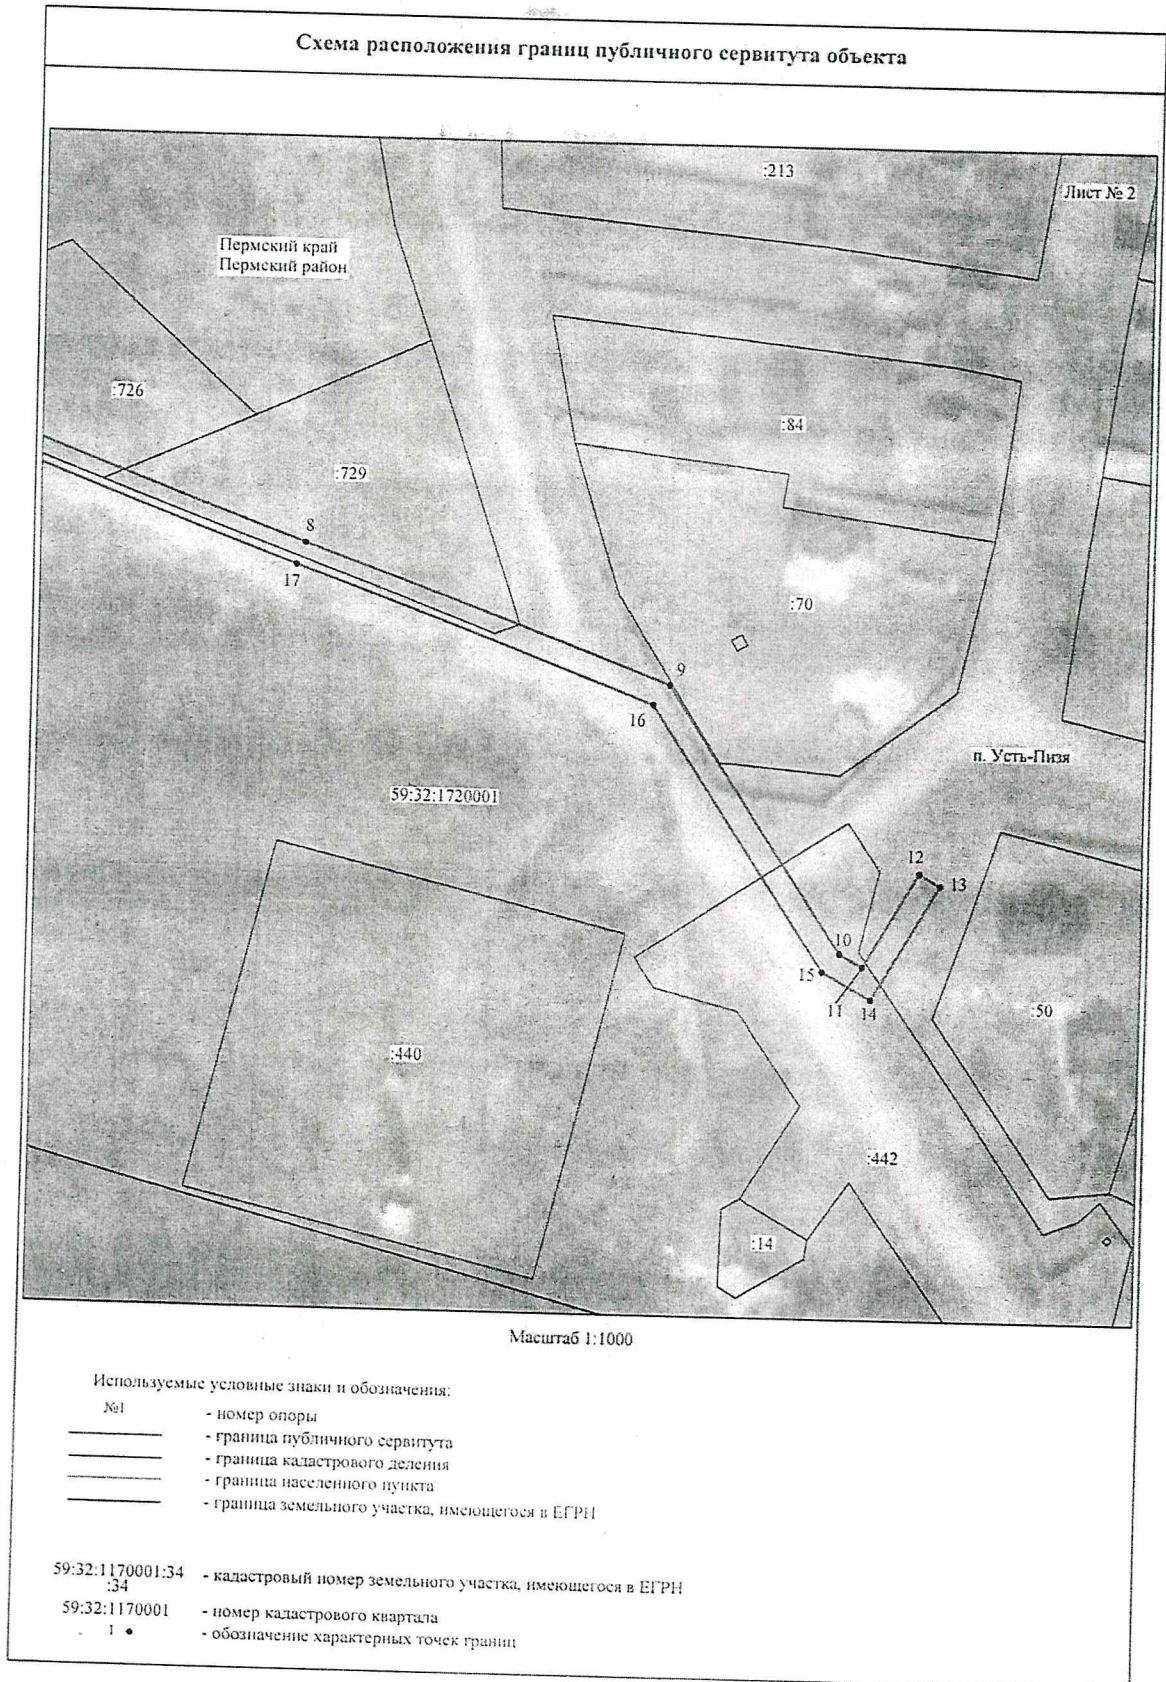 Схема расположения границ публичного сервитута объекта
:213
Лист № 2
Пермский край
Пермский район
:726
:84
:729
8
17
:70
9
16
п. Усть-Пизя
59:32:1720001
12
13
10
15
11
14
:50
:440
:442
:14
Масштаб 1:1000
Используемые условные знаки и обозначения:
№1 - номер опоры
- граница публичного сервитута
- граница кадастрового деления
- граница населенного пункта
- граница земельного участка, имеющегося в ЕГРН
59:32:1170001:34
:34 - кадастровый номер земельного участка, имеющегося в ЕГРН
59:32:1170001 - номер кадастрового квартала
1 - обозначение характерных точек границ